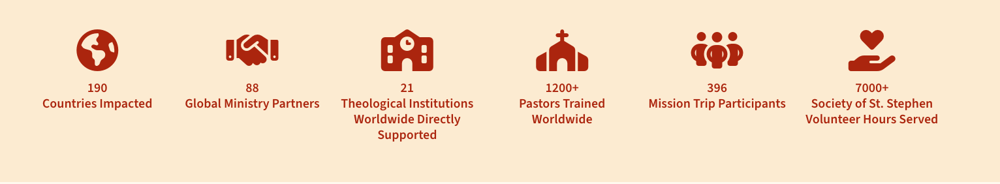 190
Countries Impacted
88
Global Ministry Partners
21
Theological Institutions
Worldwide Directly
Supported
1200+
Pastors Trained
Worldwide
396
Mission Trip Participants
7000+
Society of St. Stephen
Volunteer Hours Served